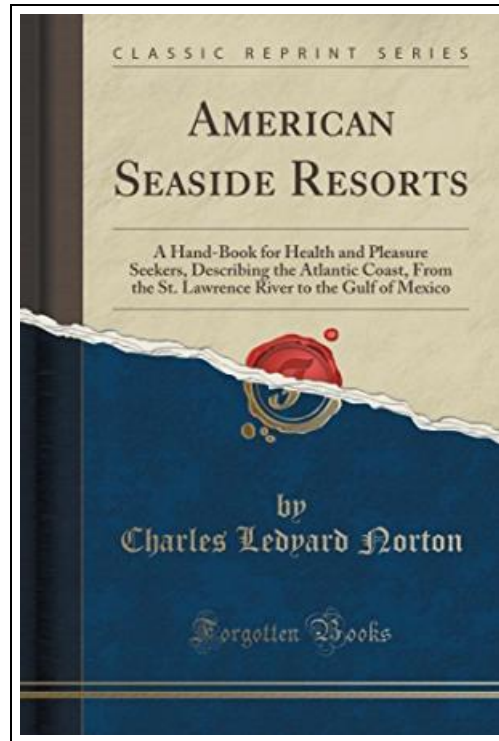 CLASSIC REPRINT SERIES
AMERICAN
SEASIDE RESORTS
A Hand-Book for Health and Pleasure
Seekers, Describing the Atlantic Coast, From
the St. Lawrence River to the Gulf of Mexico
F
by
Charles Ledyard Norton
Forgotten Books